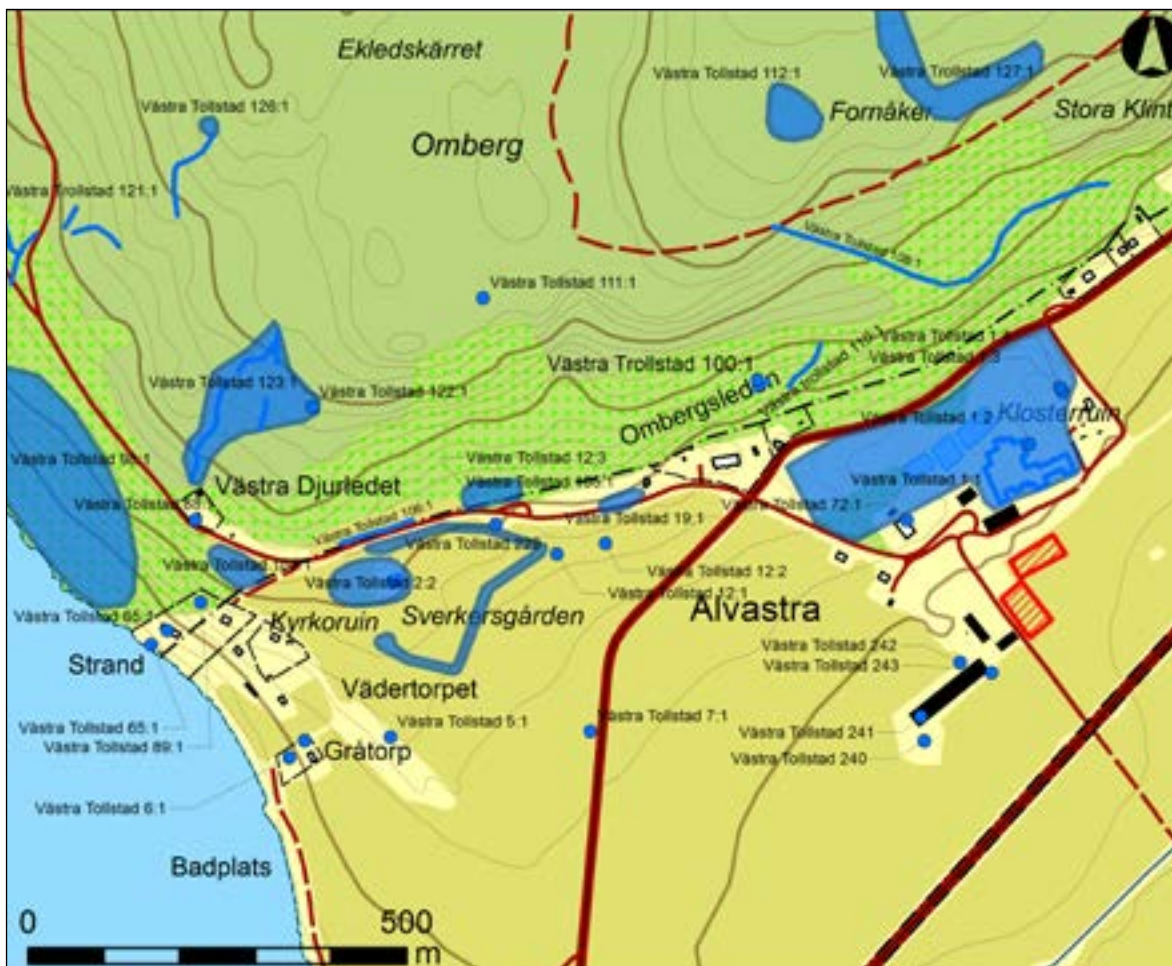 Ekledskärret
Västra Tollstad 112:1
Västra Trollstad 127:1
Västra Tollstad 126:1
Fornåker
Stora Klint
Omberg
Västra Trollstad 121:1
Västra Tollstad 108:1
Västra Tollstad 111:1
Västra Trollstad 100:1
Västra Trollstad 110:1
Västra Tollstad 123:1
Västra Tollstad 122:1
Ombergsleden
Västra Tollstad 1:2
Klosterruin
Västra Tollstad 12:3
Västra Djurledet
Västra Tollstad 1:1
Västra Tollstad 72:1
Västra Tollstad 106:1
Västra Tollstad 19:1
Västra Tollstad 2:2
Västra Tollstad 12:2
Västra Tollstad 12:1
Kyrkoruin
Sverkersgården
Alvastra
Västra Tollstad 242
Västra Tollstad 243
Strand
Vädertorpet
Västra Tollstad 65:1
Västra Tollstad 5:1
Västra Tollstad 7:1
Västra Tollstad 241
Västra Tollstad 89:1
Gråtorp
Västra Tollstad 240
Västra Tollstad 6:1
Badplats
0
500
m